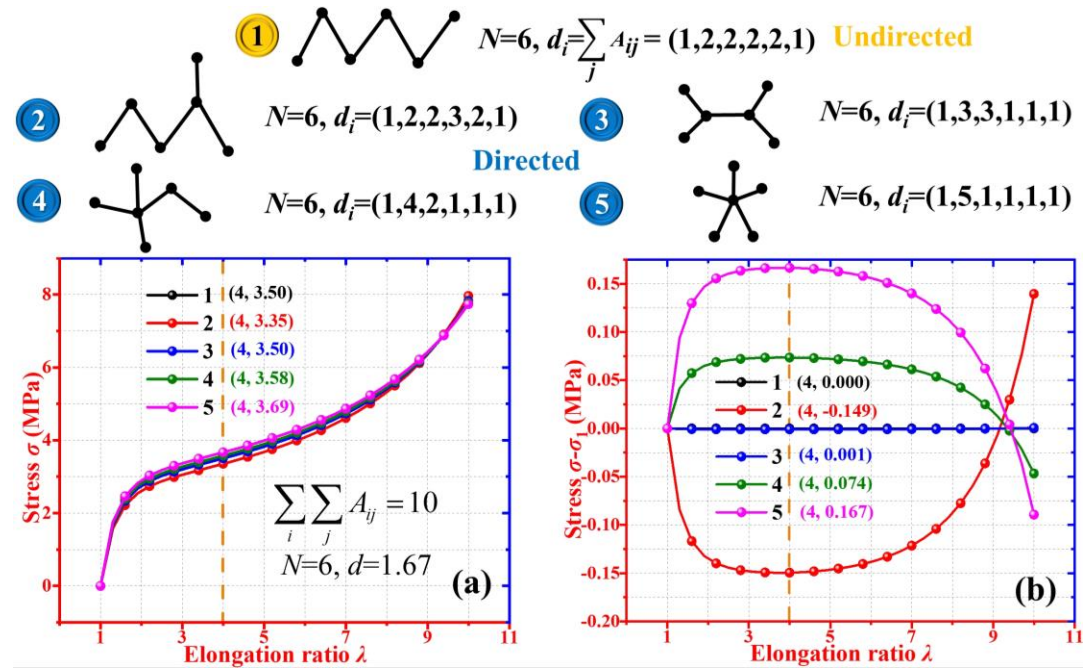 1 N=6, d_i=∑_j A_ij = (1,2,2,2,2,1) Undirected
2 N=6, d_i=(1,2,2,3,2,1)
3 N=6, d_i=(1,3,3,1,1,1)
Directed
4 N=6, d_i=(1,4,2,1,1,1)
5 N=6, d_i=(1,5,1,1,1,1)
Stress σ (MPa)
8
6
4
2
0
1 (4, 3.50)
2 (4, 3.35)
3 (4, 3.50)
4 (4, 3.58)
5 (4, 3.69)
∑_i ∑_j A_ij = 10
N=6, d=1.67
(a)
1 3 5 7 9 11
Elongation ratio λ
Stress σ-σ_1 (MPa)
0.15
0.10
0.05
0.00
-0.05
-0.10
-0.15
-0.20
1 (4, 0.000)
2 (4, -0.149)
3 (4, 0.001)
4 (4, 0.074)
5 (4, 0.167)
(b)
1 3 5 7 9 11
Elongation ratio λ